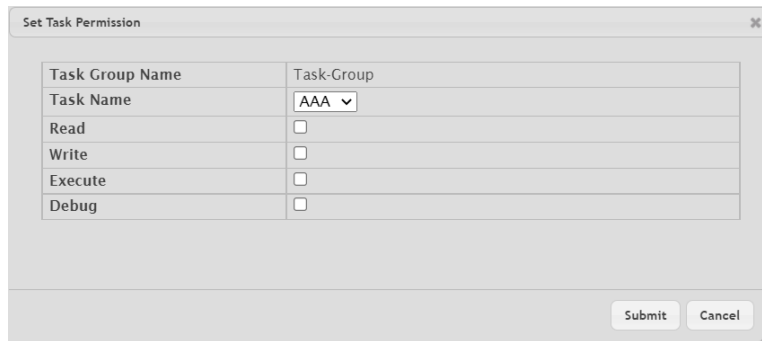 Set Task Permission
Task Group Name Task-Group
Task Name AAA
Read
Write
Execute
Debug
Submit Cancel